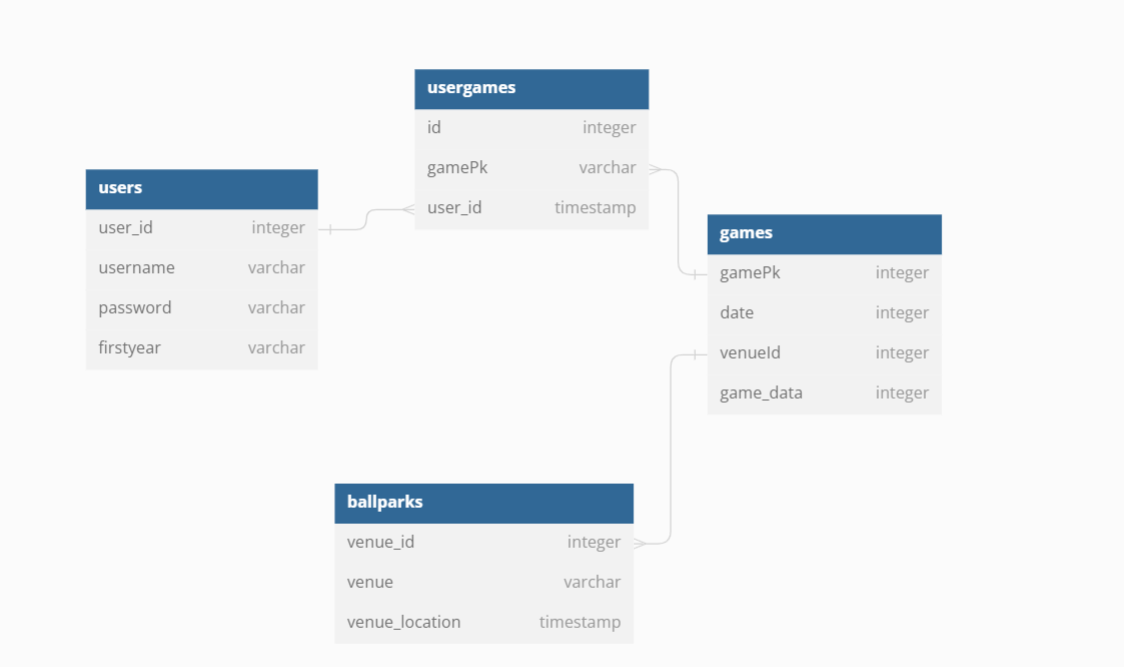 usergames
id integer
gamePk varchar
user_id timestamp
users
user_id integer
username varchar
password varchar
firstyear varchar
games
gamePk integer
date integer
venueId integer
game_data integer
ballparks
venue_id integer
venue varchar
venue_location timestamp